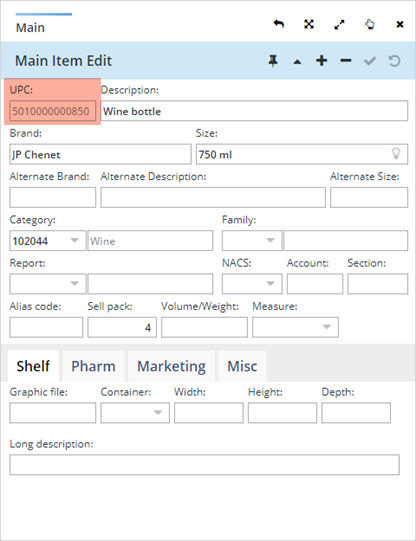 Main
Main Item Edit
UPC: Description:
5010000000850 Wine bottle
Brand: Size:
JP Chenet 750 ml
Alternate Brand: Alternate Description: Alternate Size:
Category: Family:
102044 Wine
Report: NACS: Account: Section:
Alias code: Sell pack: Volume/Weight: Measure:
4
Shelf Pharm Marketing Misc
Graphic file: Container: Width: Height: Depth:
Long description: